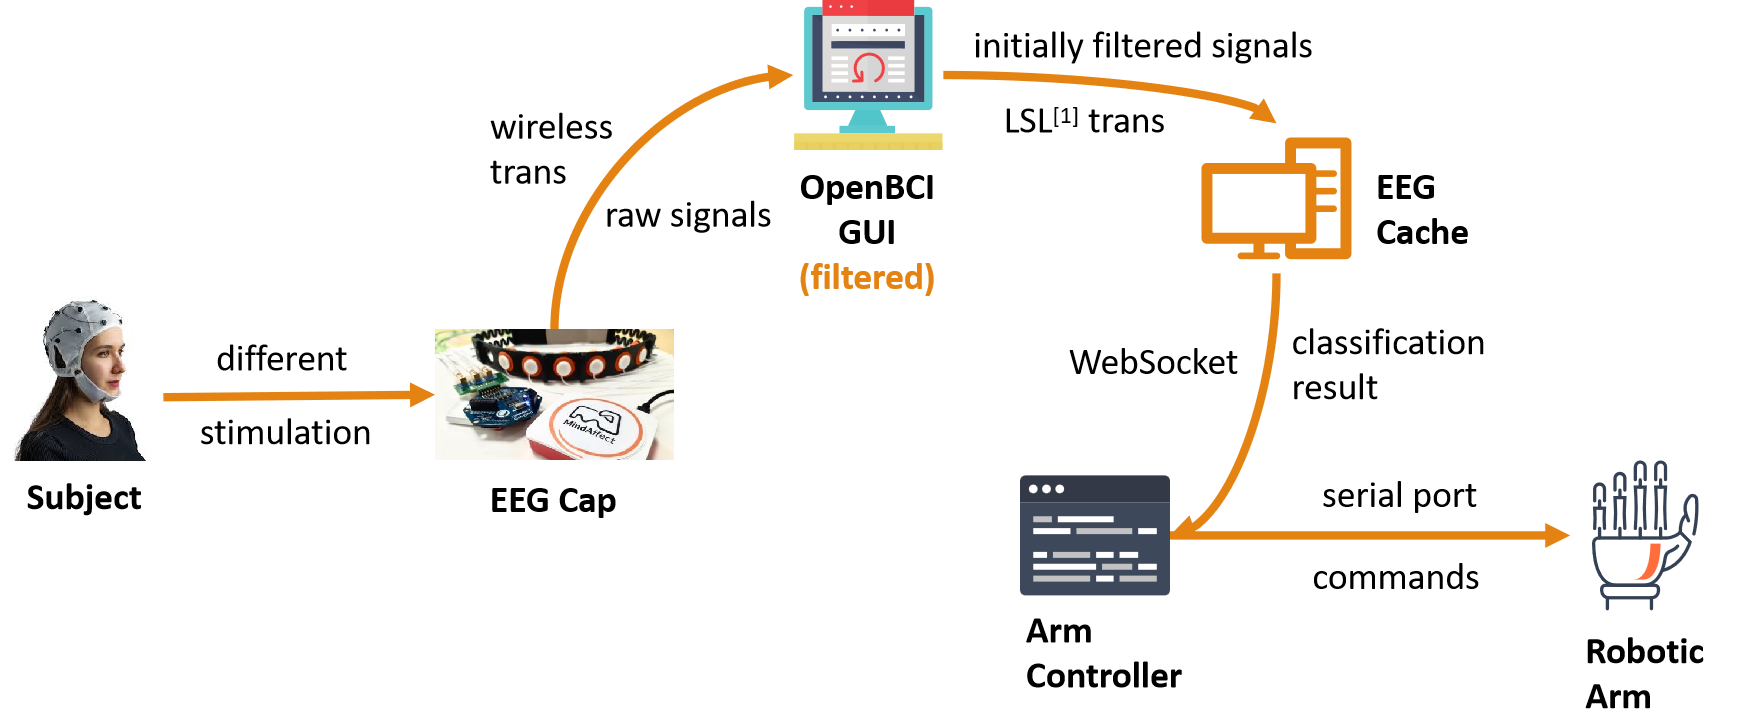 different
stimulation
Subject
MindAffect
EEG Cap
wireless
trans
raw signals
OpenBCI
GUI
(filtered)
initially filtered signals
LSL[1] trans
EEG
Cache
WebSocket
classification
result
Arm
Controller
serial port
commands
Robotic
Arm